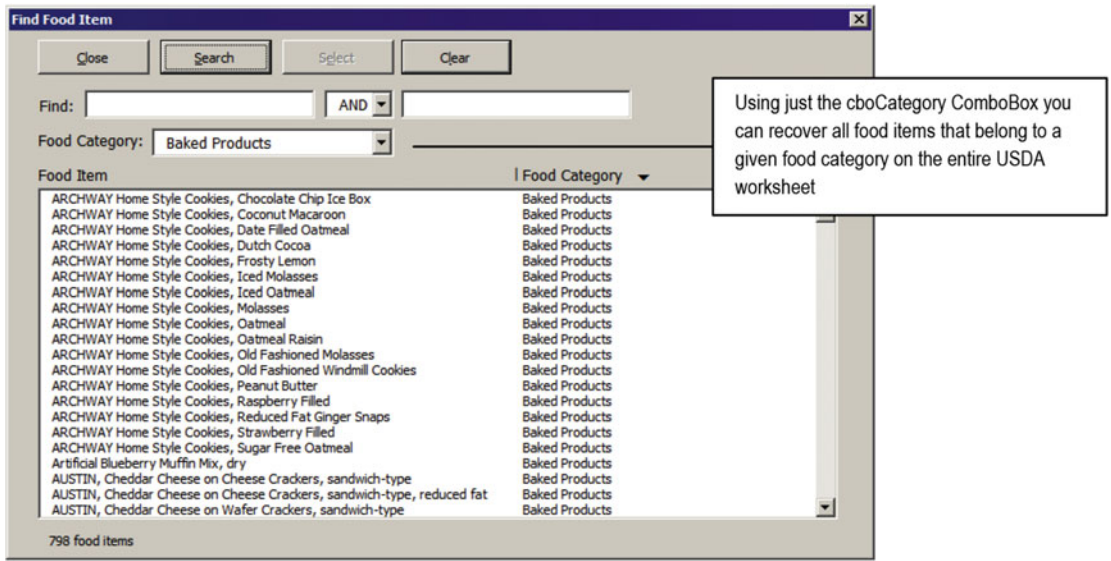 Find Food Item
Close Search Select Clear
Find: AND
Food Category: Baked Products
Using just the cboCategory ComboBox you
can recover all food items that belong to a
given food category on the entire USDA
worksheet
Food Item Food Category
ARCHWAY Home Style Cookies, Chocolate Chip Ice Box Baked Products
ARCHWAY Home Style Cookies, Coconut Macaroon Baked Products
ARCHWAY Home Style Cookies, Date Filled Oatmeal Baked Products
ARCHWAY Home Style Cookies, Dutch Cocoa Baked Products
ARCHWAY Home Style Cookies, Frosty Lemon Baked Products
ARCHWAY Home Style Cookies, Iced Molasses Baked Products
ARCHWAY Home Style Cookies, Iced Oatmeal Baked Products
ARCHWAY Home Style Cookies, Molasses Baked Products
ARCHWAY Home Style Cookies, Oatmeal Baked Products
ARCHWAY Home Style Cookies, Oatmeal Raisin Baked Products
ARCHWAY Home Style Cookies, Old Fashioned Molasses Baked Products
ARCHWAY Home Style Cookies, Old Fashioned Windmill Cookies Baked Products
ARCHWAY Home Style Cookies, Peanut Butter Baked Products
ARCHWAY Home Style Cookies, Raspberry Filled Baked Products
ARCHWAY Home Style Cookies, Reduced Fat Ginger Snaps Baked Products
ARCHWAY Home Style Cookies, Strawberry Filled Baked Products
ARCHWAY Home Style Cookies, Sugar Free Oatmeal Baked Products
Artificial Blueberry Muffin Mix, dry Baked Products
AUSTIN, Cheddar Cheese on Cheese Crackers, sandwich-type Baked Products
AUSTIN, Cheddar Cheese on Cheese Crackers, sandwich-type, reduced fat Baked Products
AUSTIN, Cheddar Cheese on Wafer Crackers, sandwich-type Baked Products
798 food items